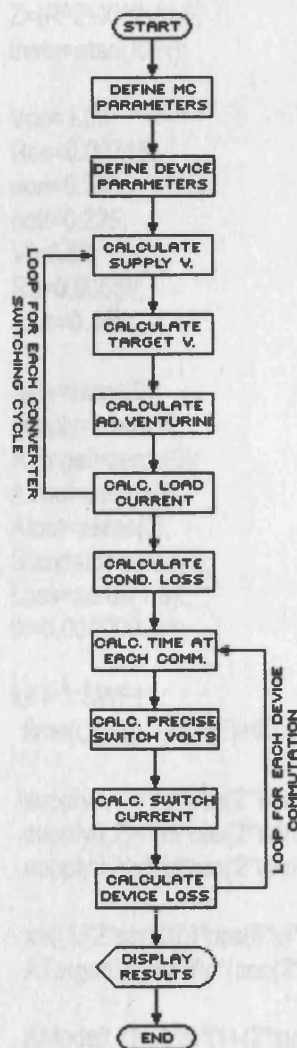 START
DEFINE MC
PARAMETERS
DEFINE DEVICE
PARAMETERS
CALCULATE
SUPPLY V.
CALCULATE
TARGET V.
CALCULATE
AD. VENTURINI
CALC. LOAD
CURRENT
LOOP FOR EACH CONVERTER
SWITCHING CYCLE
CALCULATE
COND. LOSS
CALC. TIME AT
EACH COMM.
CALC. PRECISE
SWITCH VOLTS
CALC. SWITCH
CURRENT
CALCULATE
DEVICE LOSS
LOOP FOR EACH DEVICE
COMMUTATION
DISPLAY
RESULTS
END